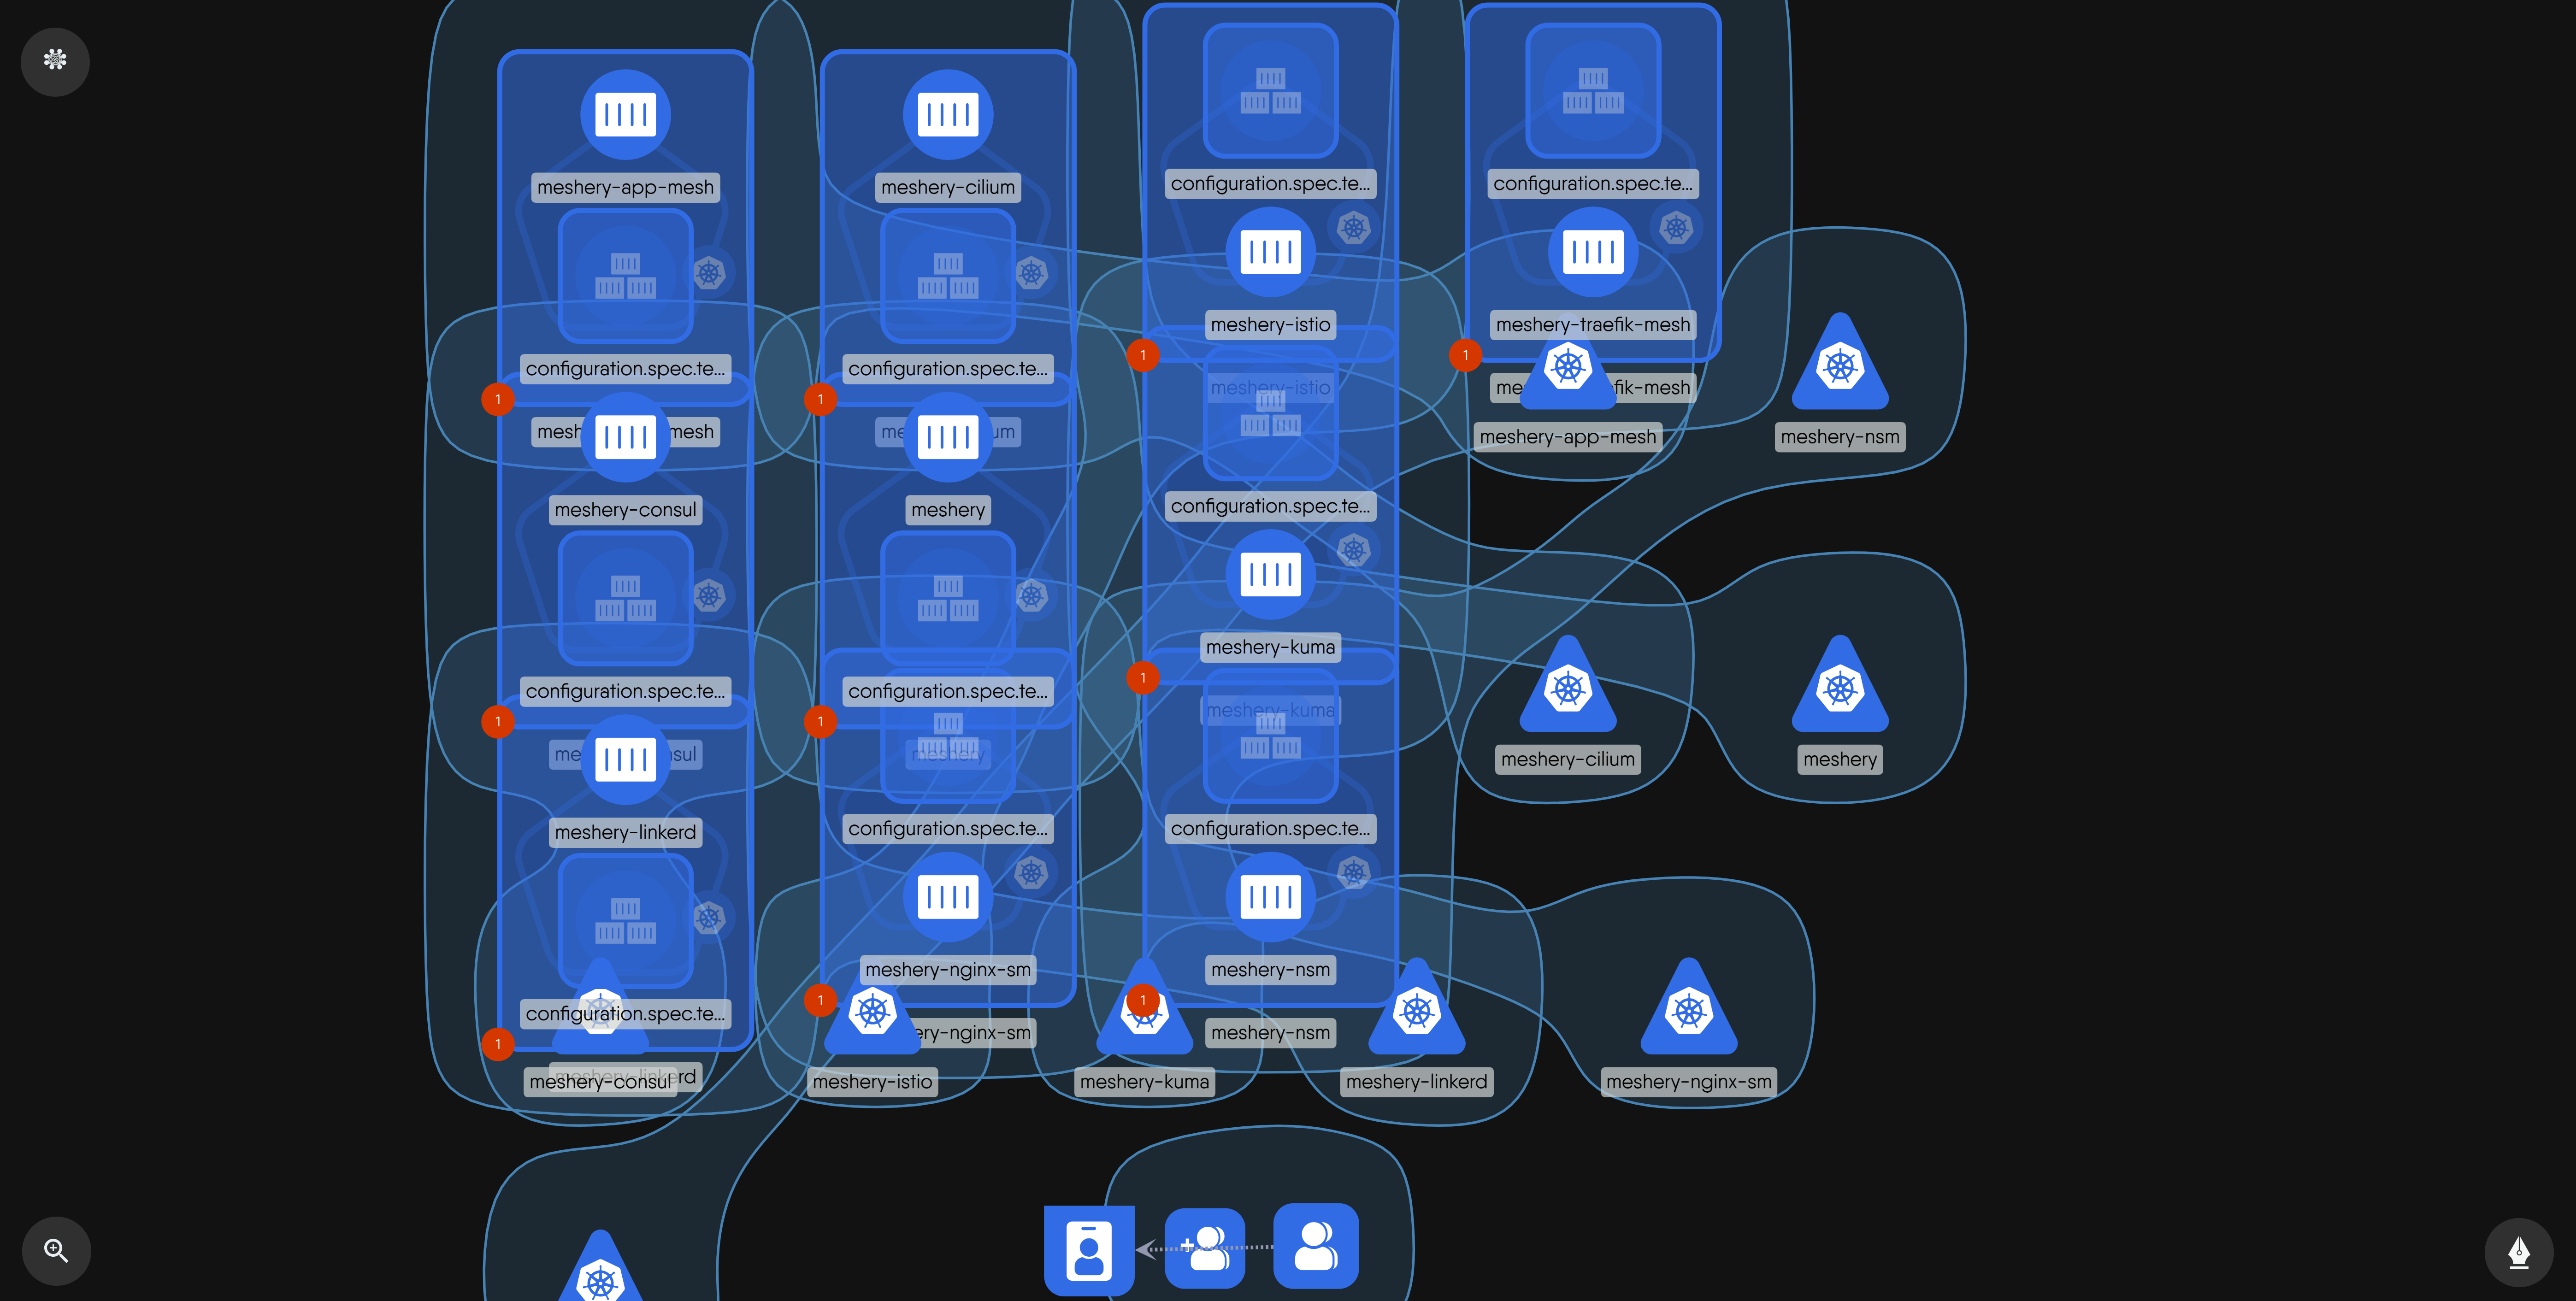 meshery-app-mesh
meshery-cilium
configuration.spec.te...
configuration.spec.te...
meshery-istio
meshery-traefik-mesh
configuration.spec.te...
configuration.spec.te...
1
1
meshery-istio
1
1
mesh
mesh
me
um
me
fik-mesh
meshery-app-mesh
meshery-nsm
meshery-consul
meshery
configuration.spec.te...
meshery-kuma
configuration.spec.te...
configuration.spec.te...
1
1
meshery-kuma
1
me
sul
meshery
meshery-cilium
meshery
meshery-linkerd
configuration.spec.te...
configuration.spec.te...
meshery-nginx-sm
meshery-nsm
configuration.spec.te...
1
1
1
ery-nginx-sm
meshery-nsm
meshery-linkerd
meshery-consul
meshery-istio
meshery-kuma
meshery-linkerd
meshery-nginx-sm